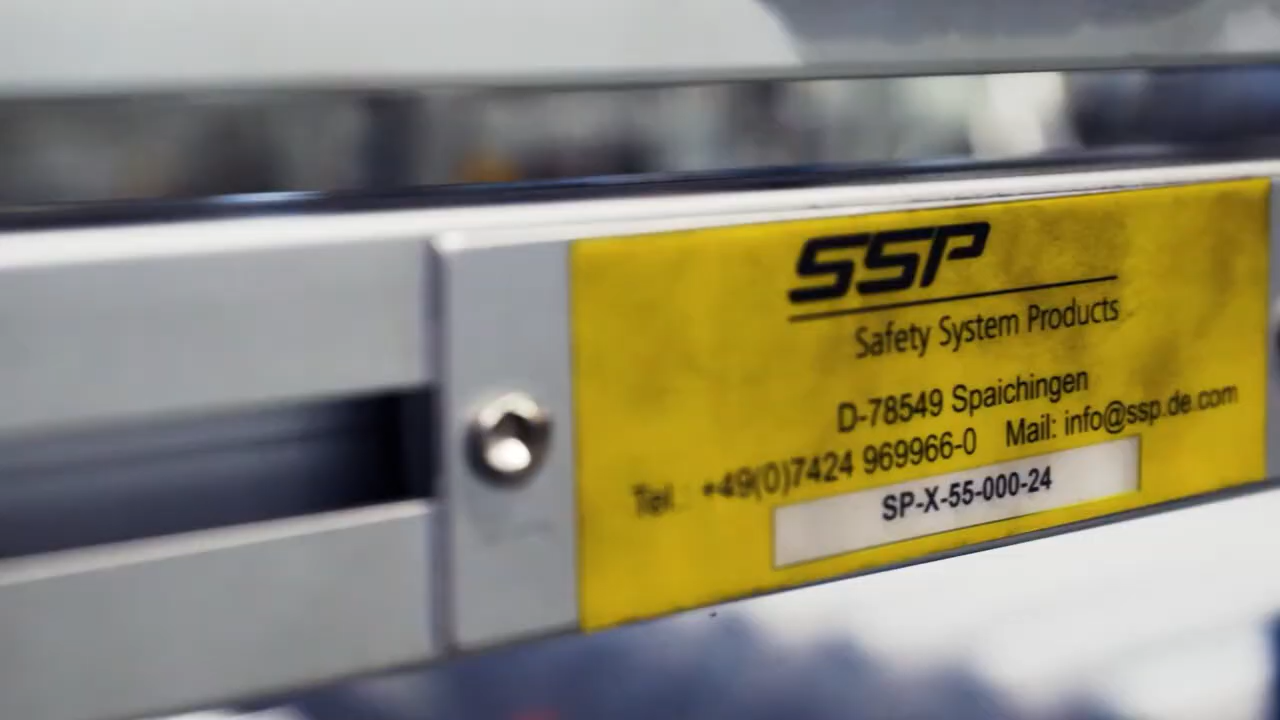 SSP
Safety System Products
D-78549 Spaichingen
Tel.: +49(0)7424 969966-0 Mail: info@ssp.de.com
SP-X-55-000-24